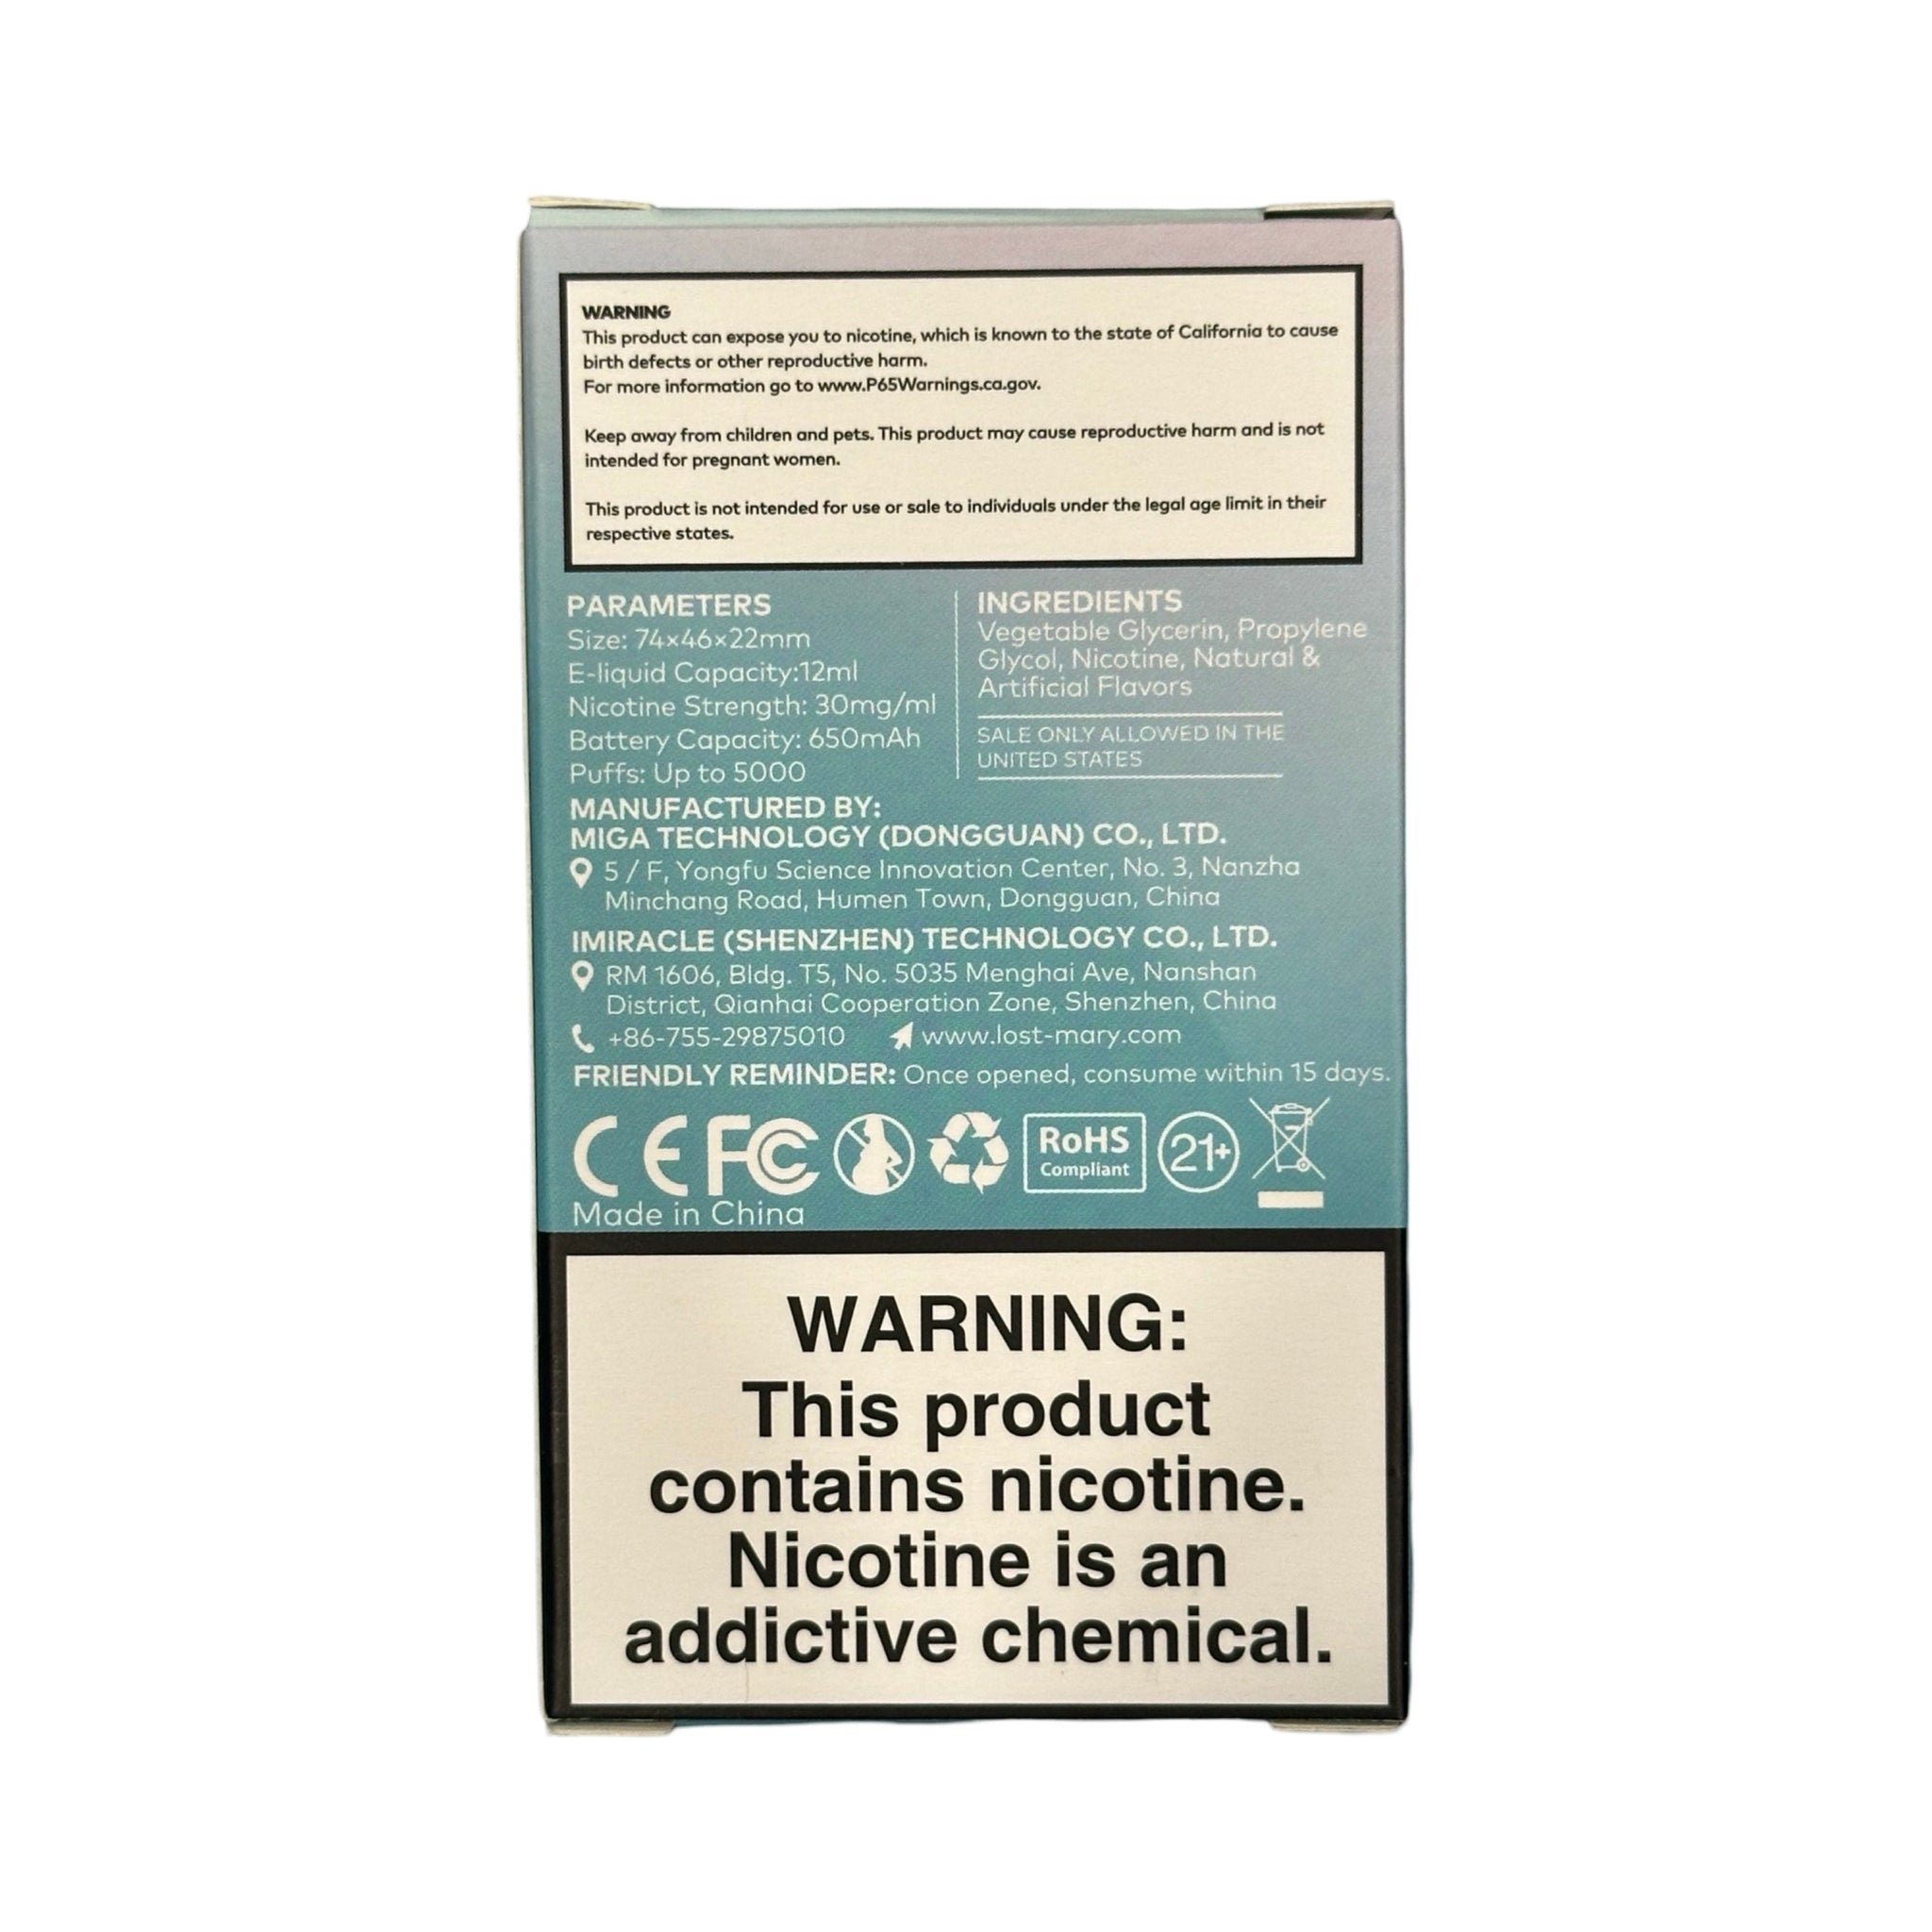 WARNING
This product can expose you to nicotine, which is known to the state of California to cause
birth defects or other reproductive harm.
For more information go to www.P65Warnings.ca.gov.
Keep away from children and pets. This product may cause reproductive harm and is not
intended for pregnant women.
This product is not intended for use or sale to individuals under the legal age limit in their
respective states.
PARAMETERS
Size: 74×46×22mm
E-liquid Capacity:12ml
Nicotine Strength: 30mg/ml
Battery Capacity: 650mAh
Puffs: Up to 5000
INGREDIENTS
Vegetable Glycerin, Propylene
Glycol, Nicotine, Natural &
Artificial Flavors
SALE ONLY ALLOWED IN THE
UNITED STATES
MANUFACTURED BY:
MIGA TECHNOLOGY (DONGGUAN) CO., LTD.
5 / F, Yongfu Science Innovation Center, No. 3, Nanzha
Minchang Road, Humen Town, Dongguan, China
IMIRACLE (SHENZHEN) TECHNOLOGY CO., LTD.
RM 1606, Bldg. T5, No. 5035 Menghai Ave, Nanshan
District, Qianhai Cooperation Zone, Shenzhen, China
+86-755-29875010 www.lost-mary.com
FRIENDLY REMINDER: Once opened, consume within 15 days.
CE FC RoHS Compliant 21+
Made in China
WARNING:
This product
contains nicotine.
Nicotine is an
addictive chemical.